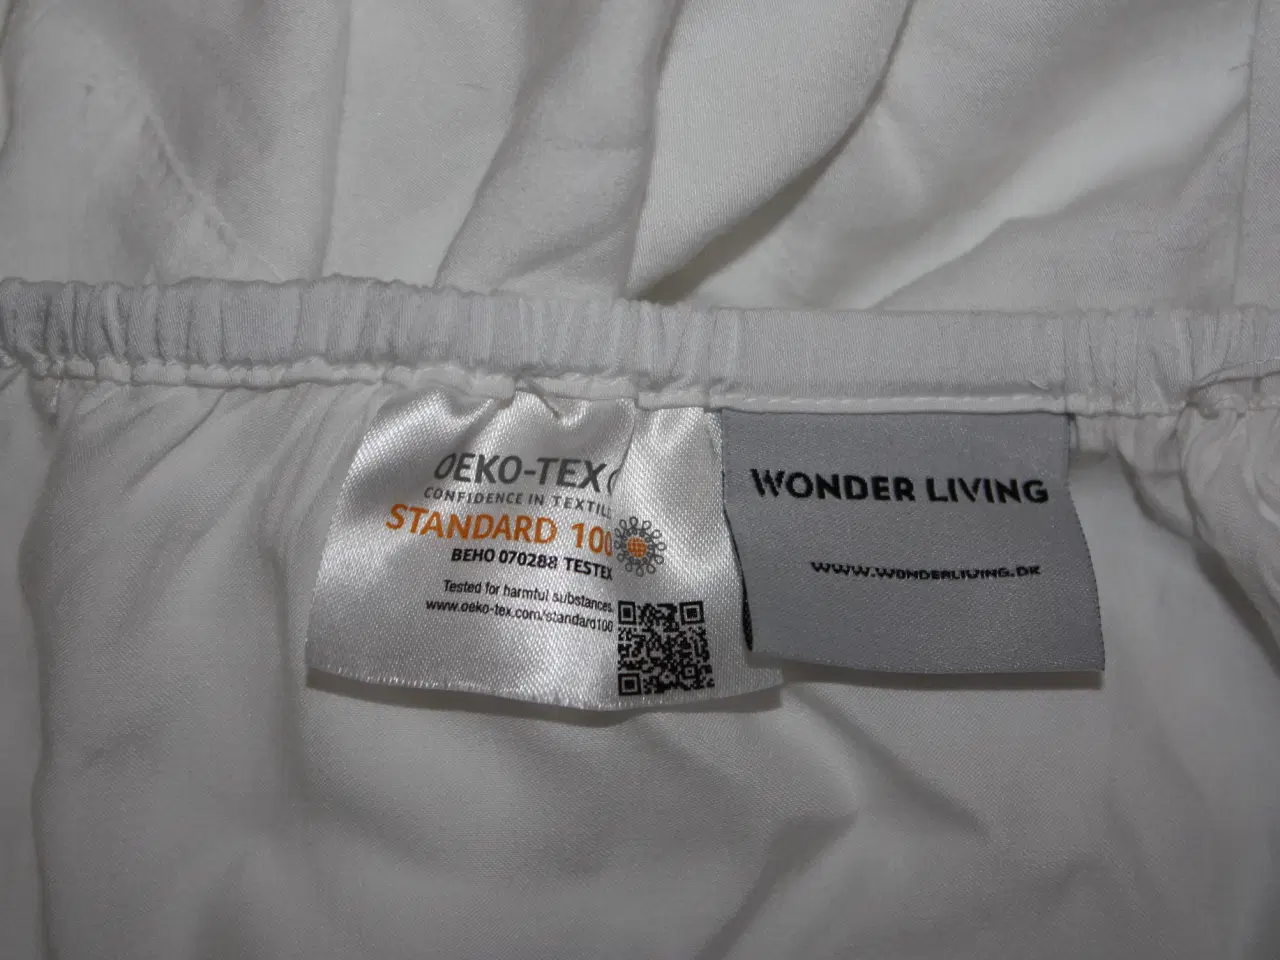 OEKO-TEX
CONFIDENCE IN TEXTILE
STANDARD 100
BEHO 070288 TESTEX
Tested for harmful substances.
www.oeko-tex.com/standard100
WONDER LIVING
WWW.WONDERLIVING.DK